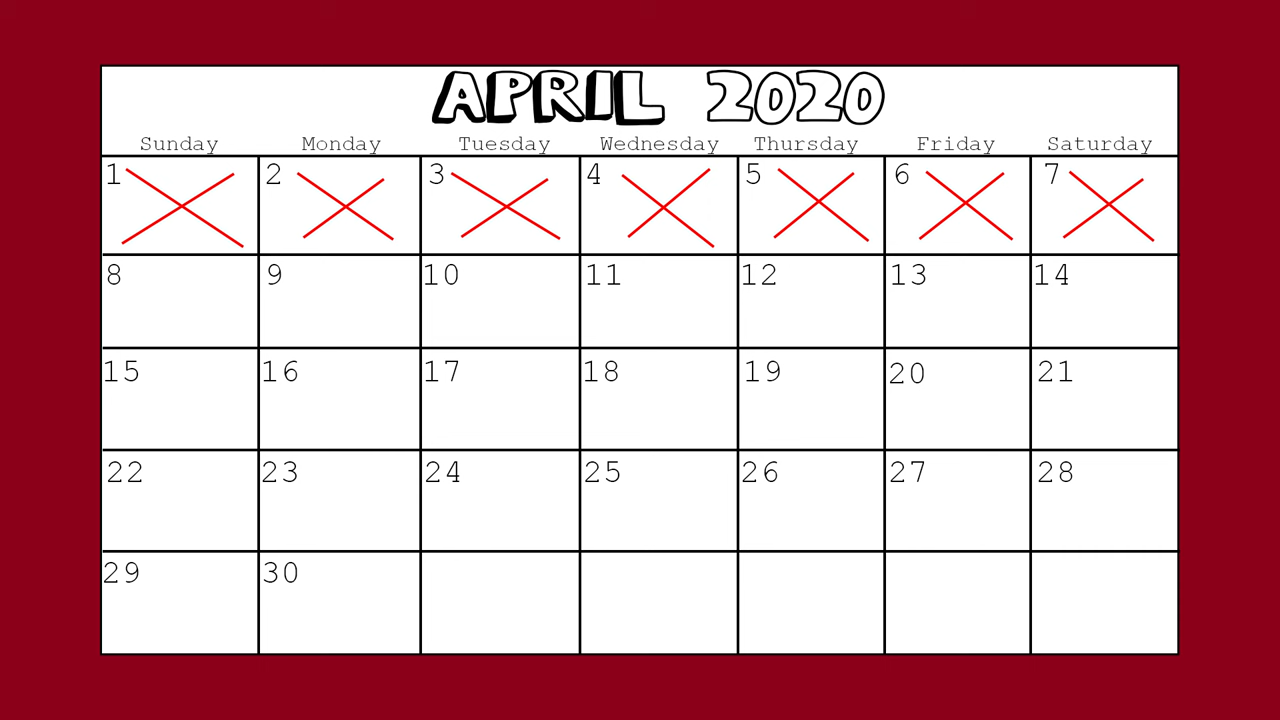 APRIL 2020
Sunday Monday Tuesday Wednesday Thursday Friday Saturday
1 2 3 4 5 6 7
8 9 10 11 12 13 14
15 16 17 18 19 20 21
22 23 24 25 26 27 28
29 30